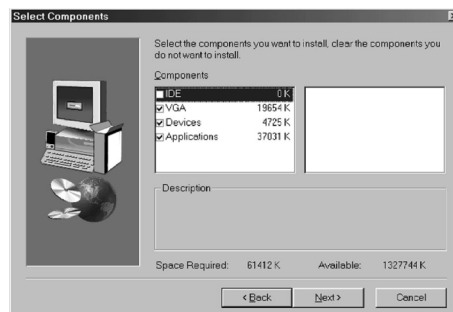 Select Components
Select the components you want to install, clear the components you
do not want to install.
Components
IDE 0 K
VGA 19654 K
Devices 4725 K
Applications 37031 K
Description
Space Required: 61412 K Available: 1327744 K
< Back Next > Cancel